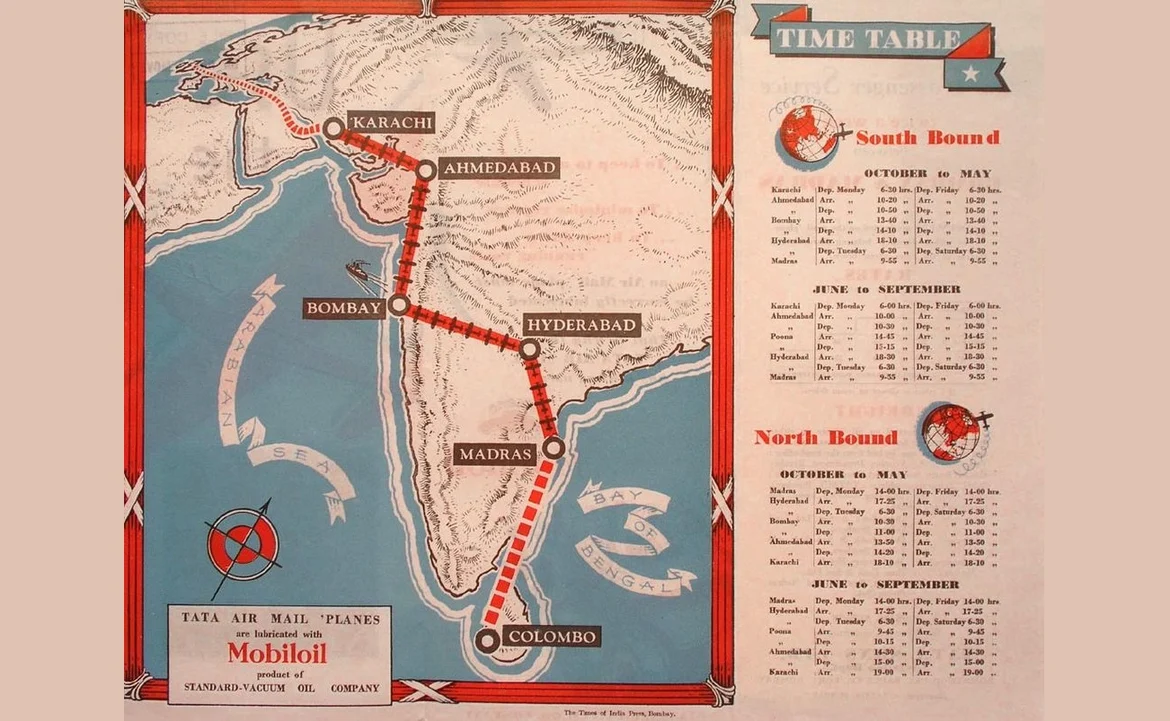 KARACHI
AHMEDABAD
BOMBAY
HYDERABAD
MADRAS
COLOMBO
ARABIAN SEA
BAY OF BENGAL
TATA AIR MAIL 'PLANES
are lubricated with
Mobiloil
product of
STANDARD-VACUUM OIL COMPANY
The Times of India Press, Bombay.
TIME TABLE
South Bound
OCTOBER to MAY
Karachi Dep. Monday 6-30 hrs. Dep. Friday 6-30 hrs.
Ahmedabad Arr. „ 10-20 „ Arr. „ 10-20 „
„ Dep. „ 10-50 „ Dep. „ 10-50 „
Bombay Arr. „ 13-40 „ Arr. „ 13-40 „
„ Dep. „ 14-10 „ Dep. „ 14-10 „
Hyderabad Arr. „ 18-10 „ Arr. „ 18-10 „
„ Dep. Tuesday 6-30 „ Dep. Saturday 6-30 „
Madras Arr. „ 9-55 „ Arr. „ 9-55 „
JUNE to SEPTEMBER
Karachi Dep. Monday 6-00 hrs. Dep. Friday 6-00 hrs.
Ahmedabad Arr. „ 10-00 „ Arr. „ 10-00 „
„ Dep. „ 10-30 „ Dep. „ 10-30 „
Poona Arr. „ 14-45 „ Arr. „ 14-45 „
„ Dep. „ 15-15 „ Dep. „ 15-15 „
Hyderabad Arr. „ 18-30 „ Arr. „ 18-30 „
„ Dep. Tuesday 6-30 „ Dep. Saturday 6-30 „
Madras Arr. „ 9-55 „ Arr. „ 9-55 „
North Bound
OCTOBER to MAY
Madras Dep. Monday 14-00 hrs. Dep. Friday 14-00 hrs.
Hyderabad Arr. „ 17-25 „ Arr. „ 17-25 „
„ Dep. Tuesday 6-30 „ Dep. Saturday 6-30 „
Bombay Arr. „ 10-30 „ Arr. „ 10-30 „
„ Dep. „ 11-00 „ Dep. „ 11-00 „
Ahmedabad Arr. „ 13-50 „ Arr. „ 13-50 „
„ Dep. „ 14-20 „ Dep. „ 14-20 „
Karachi Arr. „ 18-10 „ Arr. „ 18-10 „
JUNE to SEPTEMBER
Madras Dep. Monday 14-00 hrs. Dep. Friday 14-00 hrs.
Hyderabad Arr. „ 17-25 „ Arr. „ 17-25 „
„ Dep. Tuesday 6-30 „ Dep. Saturday 6-30 „
Poona Arr. „ 9-45 „ Arr. „ 9-45 „
„ Dep. „ 10-15 „ Dep. „ 10-15 „
Ahmedabad Arr. „ 14-30 „ Arr. „ 14-30 „
„ Dep. „ 15-00 „ Dep. „ 15-00 „
Karachi Arr. „ 19-00 „ Arr. „ 19-00 „